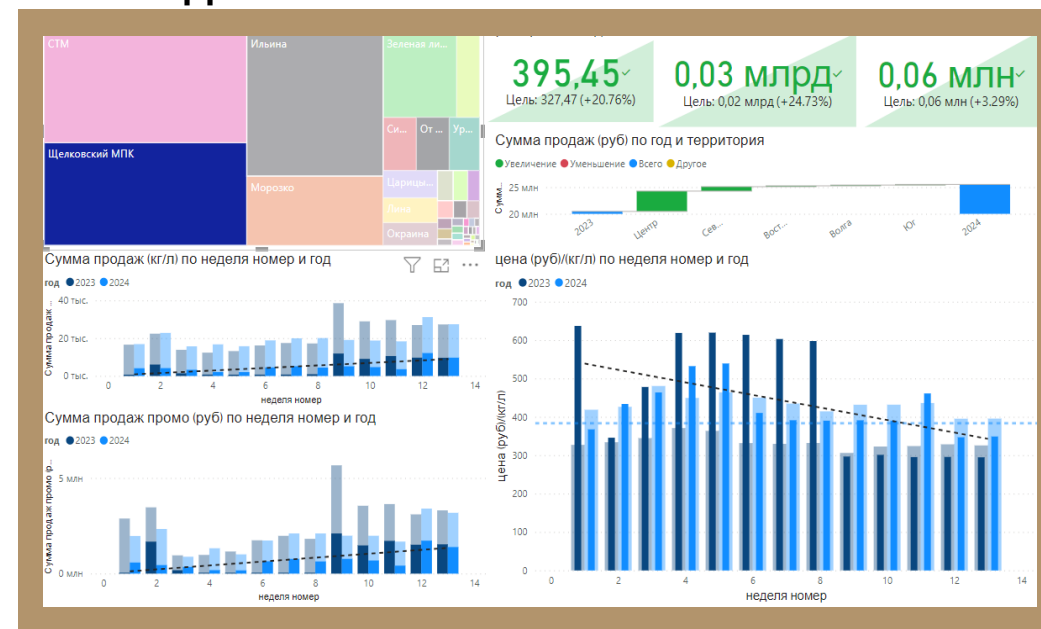 СТМ
Ильина
Зеленая ли...
Си...
От ...
Ур...
Щелковский МПК
Морозко
Царицы...
Лина
Окраина
395,45
Цель: 327,47 (+20.76%)
0,03 млрд
Цель: 0,02 млрд (+24.73%)
0,06 млн
Цель: 0,06 млн (+3.29%)
Сумма продаж (руб) по год и территория
Увеличение Уменьшение Всего Другое
Сумм...
25 млн
20 млн
2023 Центр Сев... Вост... Волга Юг 2024
Сумма продаж (кг/л) по неделя номер и год
год 2023 2024
Сумма продаж ...
40 тыс.
20 тыс.
0 тыс.
0 2 4 6 8 10 12 14
неделя номер
Сумма продаж промо (руб) по неделя номер и год
год 2023 2024
Сумма продаж промо (р...
5 млн
0 млн
0 2 4 6 8 10 12 14
неделя номер
цена (руб)/(кг/л) по неделя номер и год
год 2023 2024
цена (руб)/(кг/л)
700
600
500
400
300
200
100
0
0 2 4 6 8 10 12 14
неделя номер